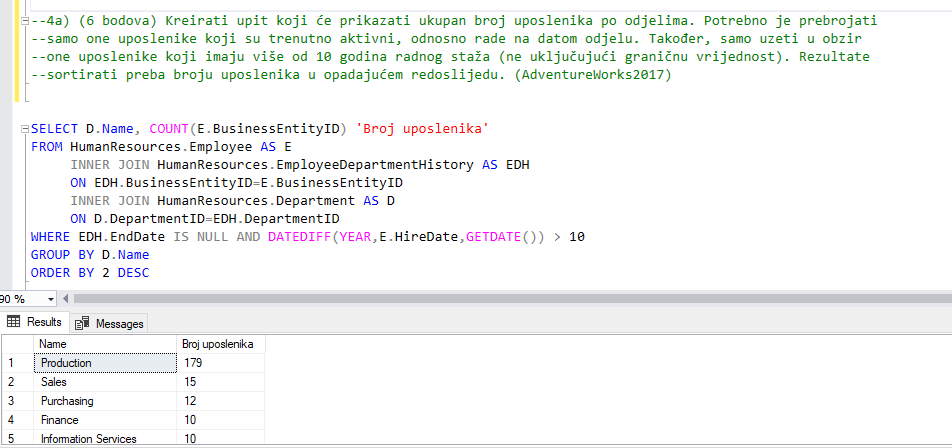 --4a) (6 bodova) Kreirati upit koji će prikazati ukupan broj uposlenika po odjelima. Potrebno je prebrojati
--samo one uposlenike koji su trenutno aktivni, odnosno rade na datom odjelu. Također, samo uzeti u obzir
--one uposlenike koji imaju više od 10 godina radnog staža (ne uključujući graničnu vrijednost). Rezultate
--sortirati preba broju uposlenika u opadajućem redoslijedu. (AdventureWorks2017)
SELECT D.Name, COUNT(E.BusinessEntityID) 'Broj uposlenika'
FROM HumanResources.Employee AS E
INNER JOIN HumanResources.EmployeeDepartmentHistory AS EDH
ON EDH.BusinessEntityID=E.BusinessEntityID
INNER JOIN HumanResources.Department AS D
ON D.DepartmentID=EDH.DepartmentID
WHERE EDH.EndDate IS NULL AND DATEDIFF(YEAR,E.HireDate,GETDATE()) > 10
GROUP BY D.Name
ORDER BY 2 DESC
90 %
Results Messages
Name Broj uposlenika
1 Production 179
2 Sales 15
3 Purchasing 12
4 Finance 10
5 Information Services 10